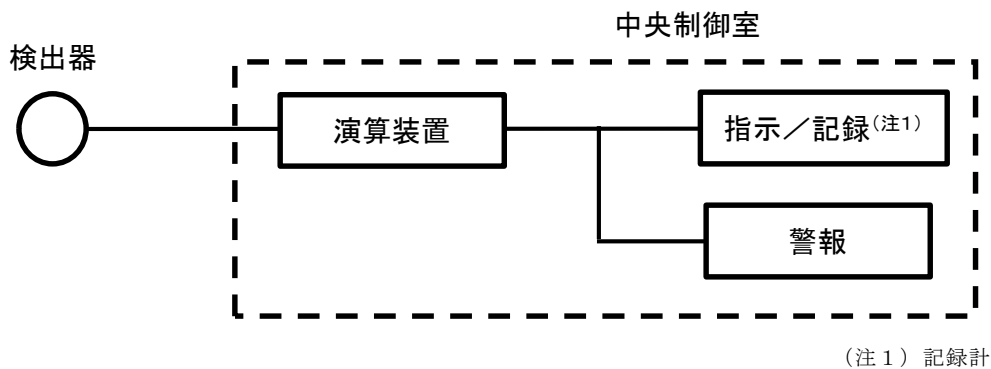 中央制御室
検出器
演算装置
指示／記録(注1)
警報
(注１) 記録計